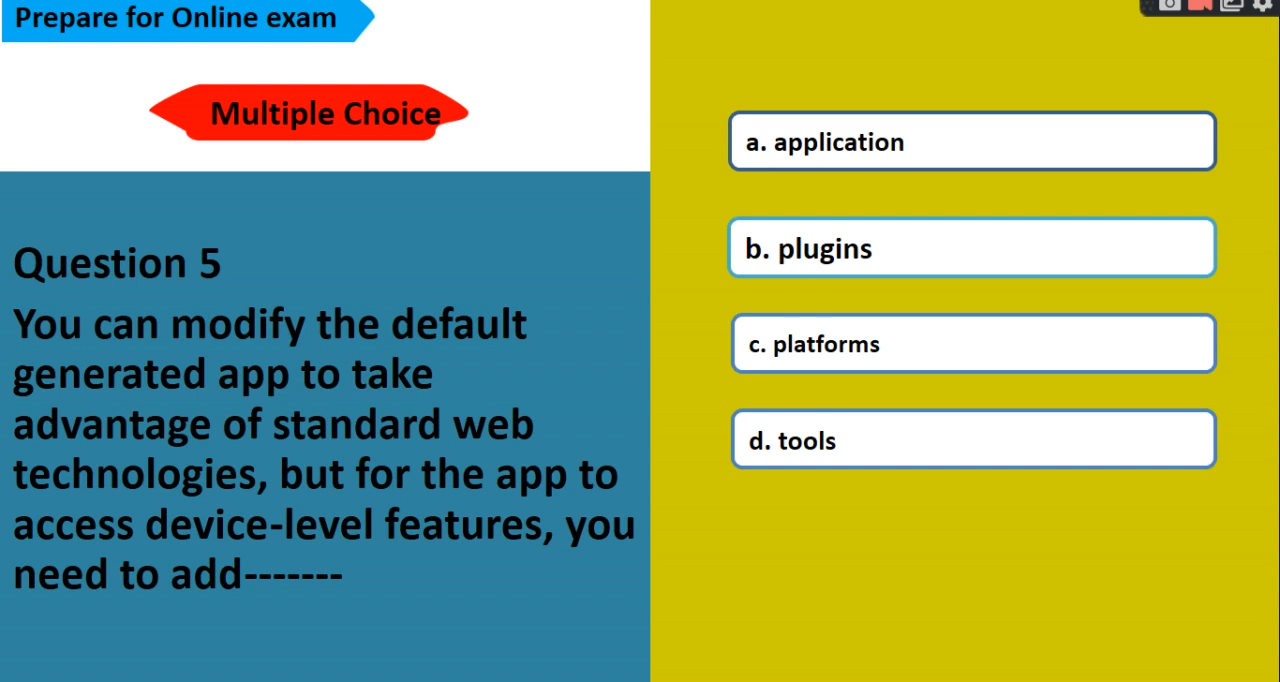 Prepare for Online exam
Multiple Choice
Question 5
You can modify the default
generated app to take
advantage of standard web
technologies, but for the app to
access device-level features, you
need to add-------
a. application
b. plugins
c. platforms
d. tools